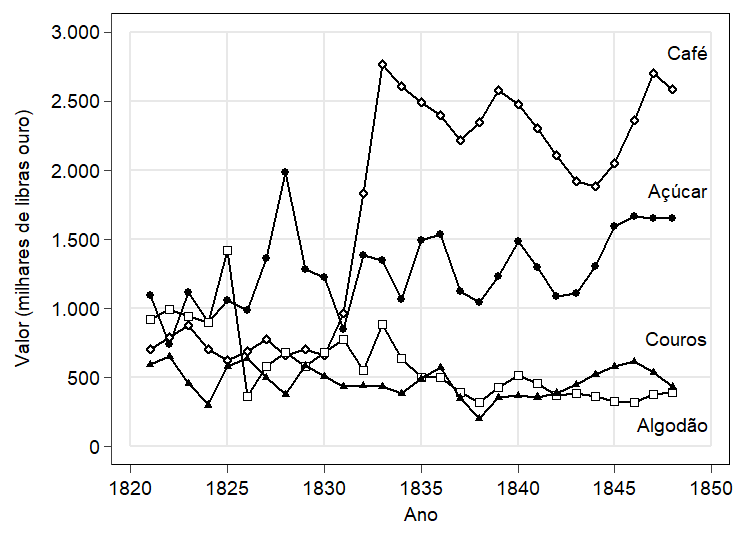 Valor (milhares de libras ouro)
3.000
2.500
2.000
1.500
1.000
500
0
Café
Açúcar
Couros
Algodão
1820 1825 1830 1835 1840 1845 1850
Ano